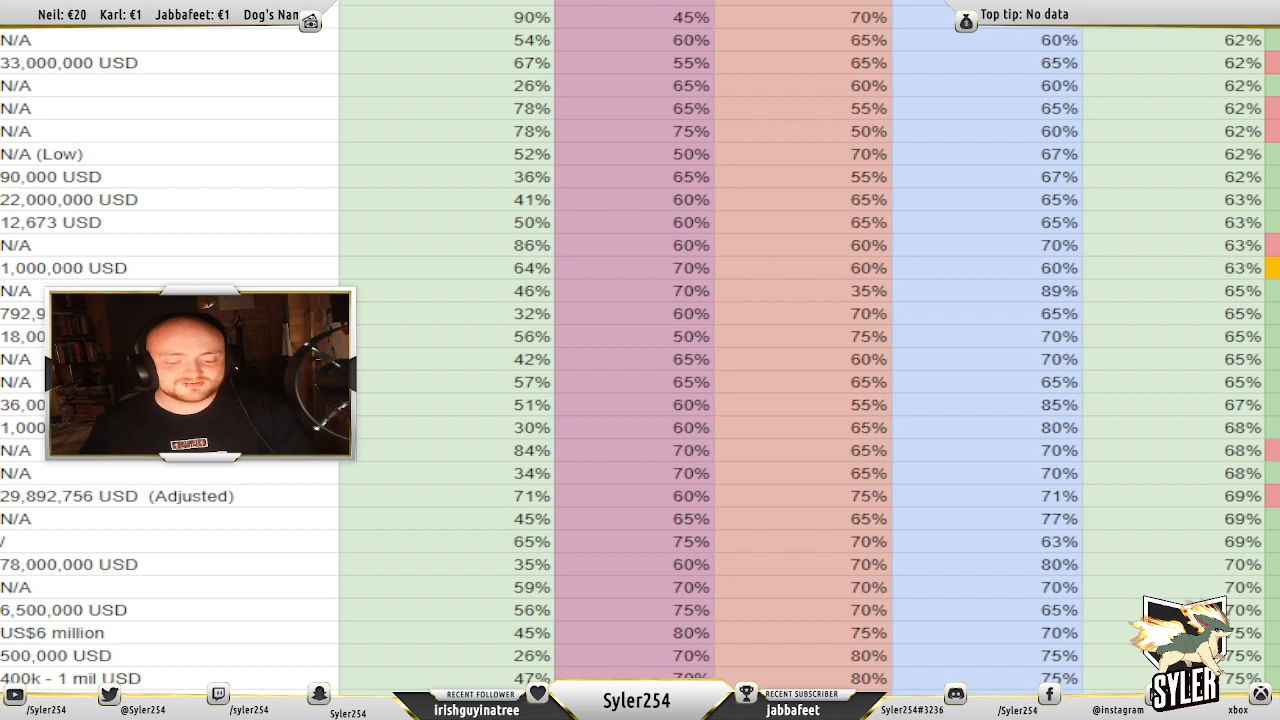 Neil: €20 Karl: €1 Jabbafeet: €1 Dog's Nan
Top tip: No data
90% 45% 70%
N/A 54% 60% 65% 60% 62%
33,000,000 USD 67% 55% 65% 65% 62%
N/A 26% 65% 60% 60% 62%
N/A 78% 65% 55% 65% 62%
N/A 78% 75% 50% 60% 62%
N/A (Low) 52% 50% 70% 67% 62%
90,000 USD 36% 65% 55% 67% 62%
22,000,000 USD 41% 60% 65% 65% 63%
12,673 USD 50% 60% 65% 65% 63%
N/A 86% 60% 60% 70% 63%
1,000,000 USD 64% 70% 60% 60% 63%
N/A 46% 70% 35% 89% 65%
792,9 32% 60% 70% 65% 65%
18,00 56% 50% 75% 70% 65%
N/A 42% 65% 60% 70% 65%
N/A 57% 65% 65% 65% 65%
36,00 51% 60% 55% 85% 67%
1,000 30% 60% 65% 80% 68%
N/A 84% 70% 65% 70% 68%
N/A 34% 70% 65% 70% 68%
29,892,756 USD (Adjusted) 71% 60% 75% 71% 69%
N/A 45% 65% 65% 77% 69%
/ 65% 75% 70% 63% 69%
78,000,000 USD 35% 60% 70% 80% 70%
N/A 59% 70% 70% 70% 70%
6,500,000 USD 56% 75% 70% 65% 70%
US$6 million 45% 80% 75% 70% 75%
500,000 USD 26% 70% 80% 75% 75%
400k - 1 mil USD 47% 70% 80% 75% 75%
SYLER
/Syler254 @Syler254 /syler254 Syler254
RECENT FOLLOWER
irishguyinatree
Syler254
RECENT SUBSCRIBER
jabbafeet
Syler254#3236 /Syler254 @instagram xbox